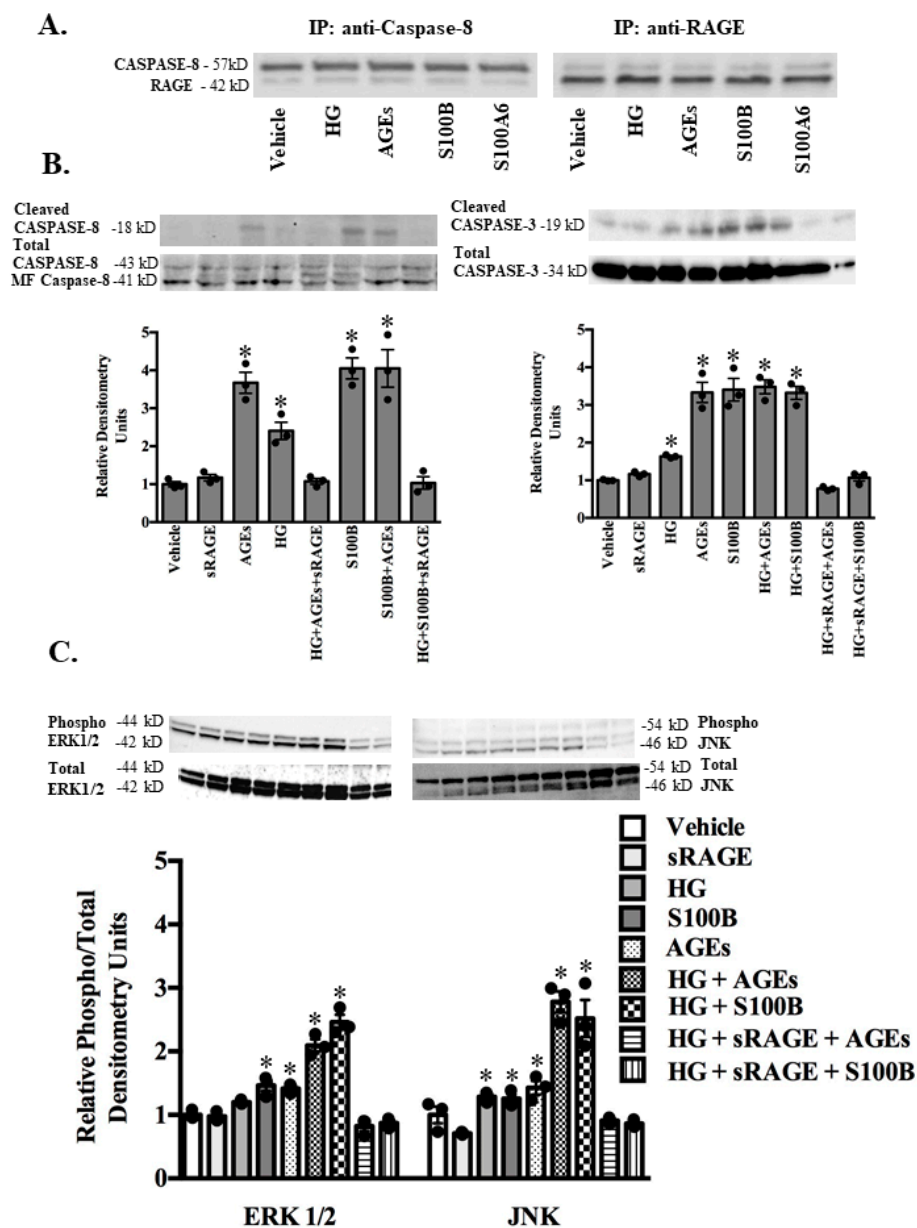 A.
IP: anti-Caspase-8
IP: anti-RAGE
CASPASE-8 - 57kD
RAGE - 42 kD
Vehicle
HG
AGEs
S100B
S100A6
Vehicle
HG
AGEs
S100B
S100A6
B.
Cleaved
CASPASE-8 -18 kD
Total
CASPASE-8 -43 kD
MF Caspase-8 -41 kD
Cleaved
CASPASE-3 -19 kD
Total
CASPASE-3 -34 kD
Relative Densitometry
Units
5
4
3
2
1
0
* * * *
Vehicle
sRAGE
AGEs
HG
HG+AGEs+sRAGE
S100B
S100B+AGEs
HG+S100B+sRAGE
Relative Densitometry
Units
5
4
3
2
1
0
* * * * *
Vehicle
sRAGE
HG
AGEs
S100B
HG+AGEs
HG+S100B
HG+sRAGE+AGEs
HG+sRAGE+S100B
C.
Phospho -44 kD
ERK1/2 -42 kD
Total -44 kD
ERK1/2 -42 kD
-54 kD Phospho
-46 kD JNK
-54 kD Total
-46 kD JNK
Relative Phospho/Total
Densitometry Units
5
4
3
2
1
0
* * * *
* * * * *
ERK 1/2
JNK
Vehicle
sRAGE
HG
S100B
AGEs
HG + AGEs
HG + S100B
HG + sRAGE + AGEs
HG + sRAGE + S100B